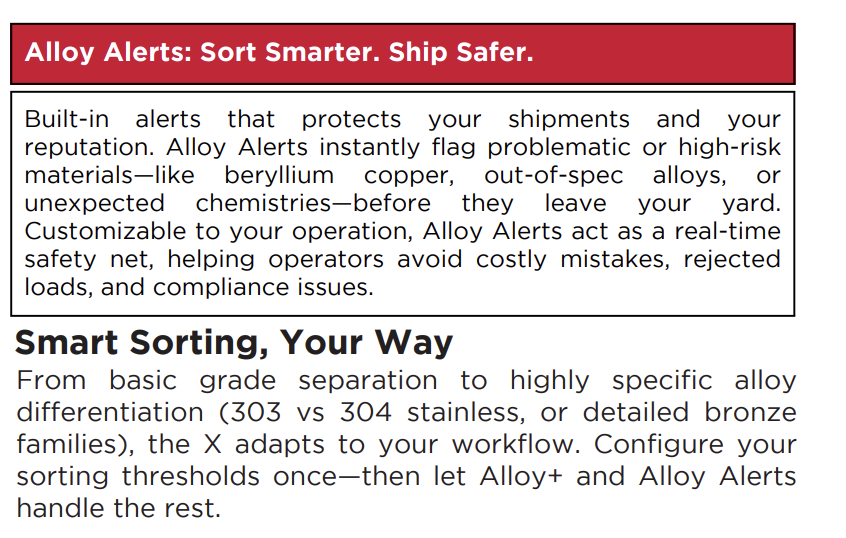 Alloy Alerts: Sort Smarter. Ship Safer.
Built-in alerts that protects your shipments and your
reputation. Alloy Alerts instantly flag problematic or high-risk
materials—like beryllium copper, out-of-spec alloys, or
unexpected chemistries—before they leave your yard.
Customizable to your operation, Alloy Alerts act as a real-time
safety net, helping operators avoid costly mistakes, rejected
loads, and compliance issues.
Smart Sorting, Your Way
From basic grade separation to highly specific alloy
differentiation (303 vs 304 stainless, or detailed bronze
families), the X adapts to your workflow. Configure your
sorting thresholds once—then let Alloy+ and Alloy Alerts
handle the rest.